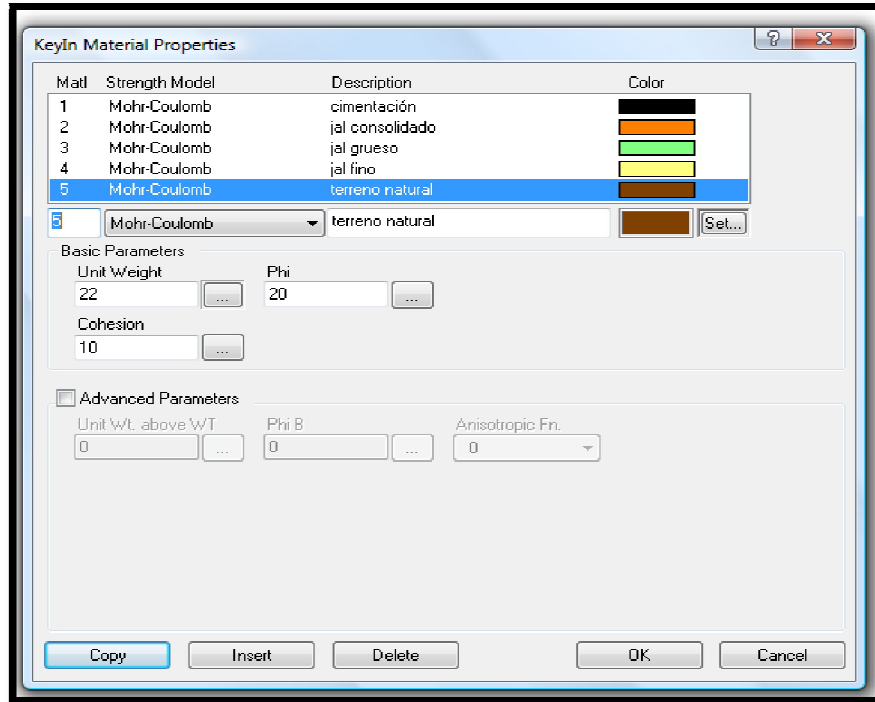 KeyIn Material Properties
Matl Strength Model Description Color
1 Mohr-Coulomb cimentación
2 Mohr-Coulomb jal consolidado
3 Mohr-Coulomb jal grueso
4 Mohr-Coulomb jal fino
5 Mohr-Coulomb terreno natural
5 Mohr-Coulomb terreno natural Set...
Basic Parameters
Unit Weight Phi
22 ... 20 ...
Cohesion
10 ...
Advanced Parameters
Unit Wt. above WT Phi B Anisotropic Fn.
0 ... 0 ... 0
Copy Insert Delete OK Cancel